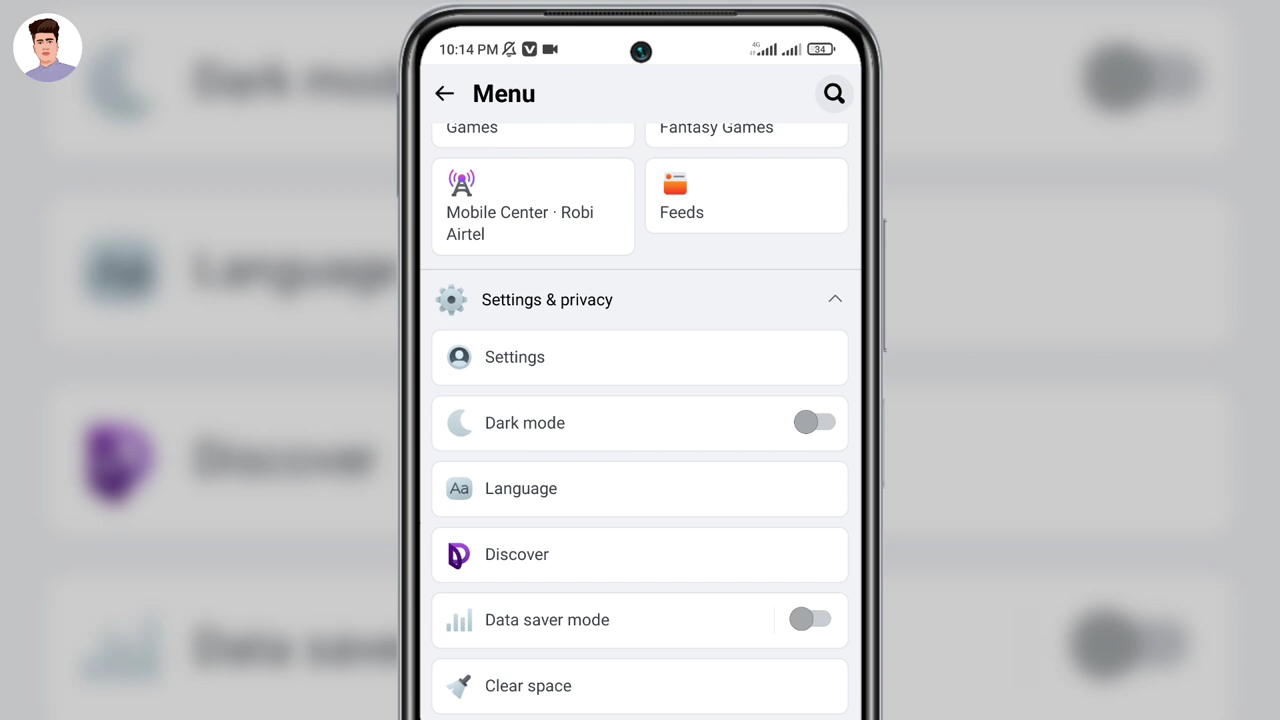 10:14 PM 4G 34
Menu
Games Fantasy Games
Mobile Center · Robi
Airtel
Feeds
Settings & privacy
Settings
Dark mode
Aa Language
Discover
Data saver mode
Clear space